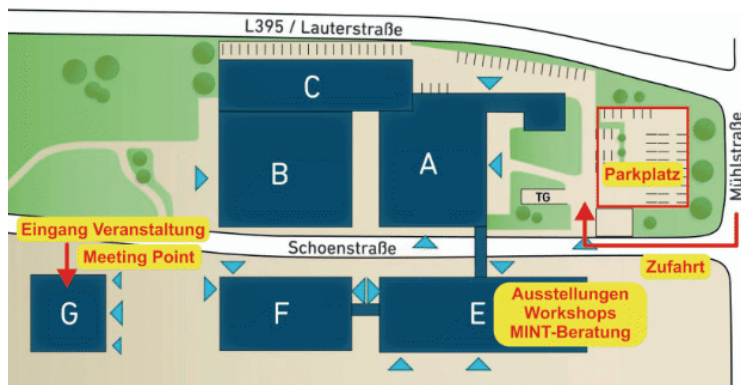 L395 / Lauterstraße
C
A
B
Parkplatz
Mühlstraße
TG
Eingang Veranstaltung
Schoenstraße
Meeting Point
Zufahrt
G
F
E
Ausstellungen
Workshops
MINT-Beratung